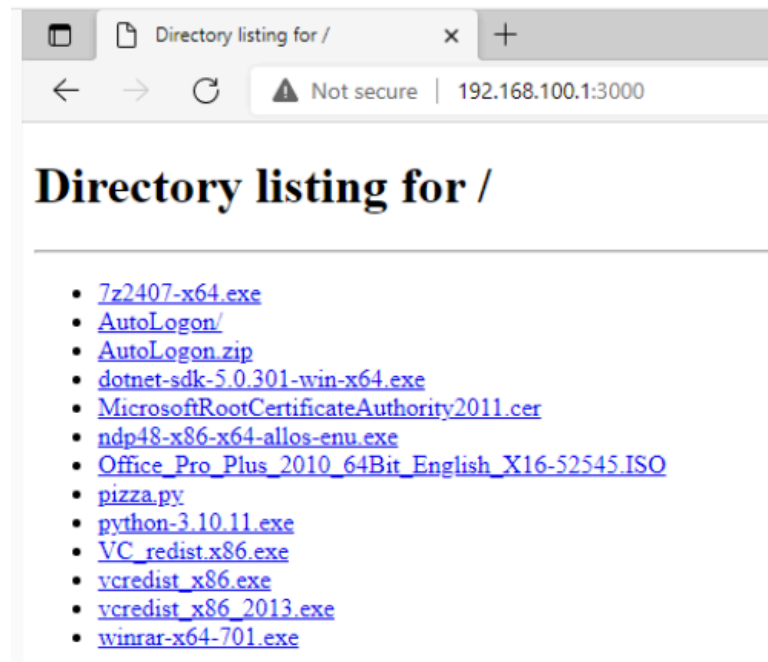 Directory listing for /
Not secure | 192.168.100.1:3000
Directory listing for /
7z2407-x64.exe
AutoLogon/
AutoLogon.zip
dotnet-sdk-5.0.301-win-x64.exe
MicrosoftRootCertificateAuthority2011.cer
ndp48-x86-x64-allos-enu.exe
Office_Pro_Plus_2010_64Bit_English_X16-52545.ISO
pizza.py
python-3.10.11.exe
VC_redist.x86.exe
vcredist_x86.exe
vcredist_x86_2013.exe
winrar-x64-701.exe